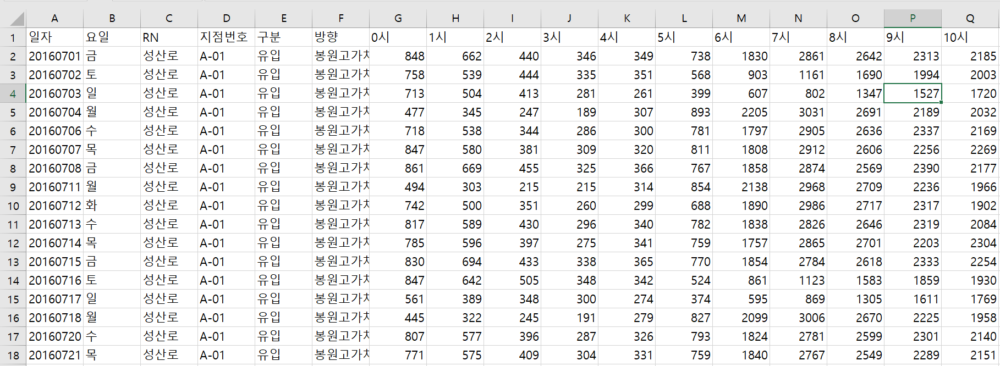 A B C D E F G H I J K L M N O P Q
1 일자 요일 RN 지점번호 구분 방향 0시 1시 2시 3시 4시 5시 6시 7시 8시 9시 10시
2 20160701 금 성산로 A-01 유입 봉원고가차 848 662 440 346 349 738 1830 2861 2642 2313 2185
3 20160702 토 성산로 A-01 유입 봉원고가차 758 539 444 335 351 568 903 1161 1690 1994 2003
4 20160703 일 성산로 A-01 유입 봉원고가차 713 504 413 281 261 399 607 802 1347 1527 1720
5 20160704 월 성산로 A-01 유입 봉원고가차 477 345 247 189 307 893 2205 3031 2691 2189 2032
6 20160706 수 성산로 A-01 유입 봉원고가차 718 538 344 286 300 781 1797 2905 2636 2337 2169
7 20160707 목 성산로 A-01 유입 봉원고가차 847 580 381 309 320 811 1808 2912 2606 2256 2269
8 20160708 금 성산로 A-01 유입 봉원고가차 861 669 455 325 366 767 1858 2874 2569 2390 2177
9 20160711 월 성산로 A-01 유입 봉원고가차 494 303 215 215 314 854 2138 2968 2709 2236 1966
10 20160712 화 성산로 A-01 유입 봉원고가차 742 500 351 260 299 688 1890 2986 2717 2317 1902
11 20160713 수 성산로 A-01 유입 봉원고가차 817 589 430 296 340 782 1838 2826 2646 2319 2084
12 20160714 목 성산로 A-01 유입 봉원고가차 785 596 397 275 341 759 1757 2865 2701 2203 2304
13 20160715 금 성산로 A-01 유입 봉원고가차 830 694 433 338 365 770 1854 2784 2618 2333 2254
14 20160716 토 성산로 A-01 유입 봉원고가차 847 642 505 348 342 524 861 1123 1583 1859 1930
15 20160717 일 성산로 A-01 유입 봉원고가차 561 389 348 300 274 374 595 869 1305 1611 1769
16 20160718 월 성산로 A-01 유입 봉원고가차 445 322 245 191 279 827 2099 3006 2670 2225 1958
17 20160720 수 성산로 A-01 유입 봉원고가차 807 577 396 287 326 793 1824 2781 2599 2301 2140
18 20160721 목 성산로 A-01 유입 봉원고가차 771 575 409 304 331 759 1840 2767 2549 2289 2151